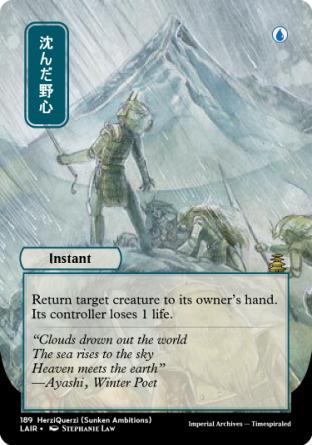 沈んだ野心
Instant
Return target creature to its owner's hand.
Its controller loses 1 life.
“Clouds drown out the world
The sea rises to the sky
Heaven meets the earth”
—Ayashi, Winter Poet
189 HerziQuerzi (Sunken Ambitions)
LAIR • Stephanie Law
Imperial Archives — Timespiraled